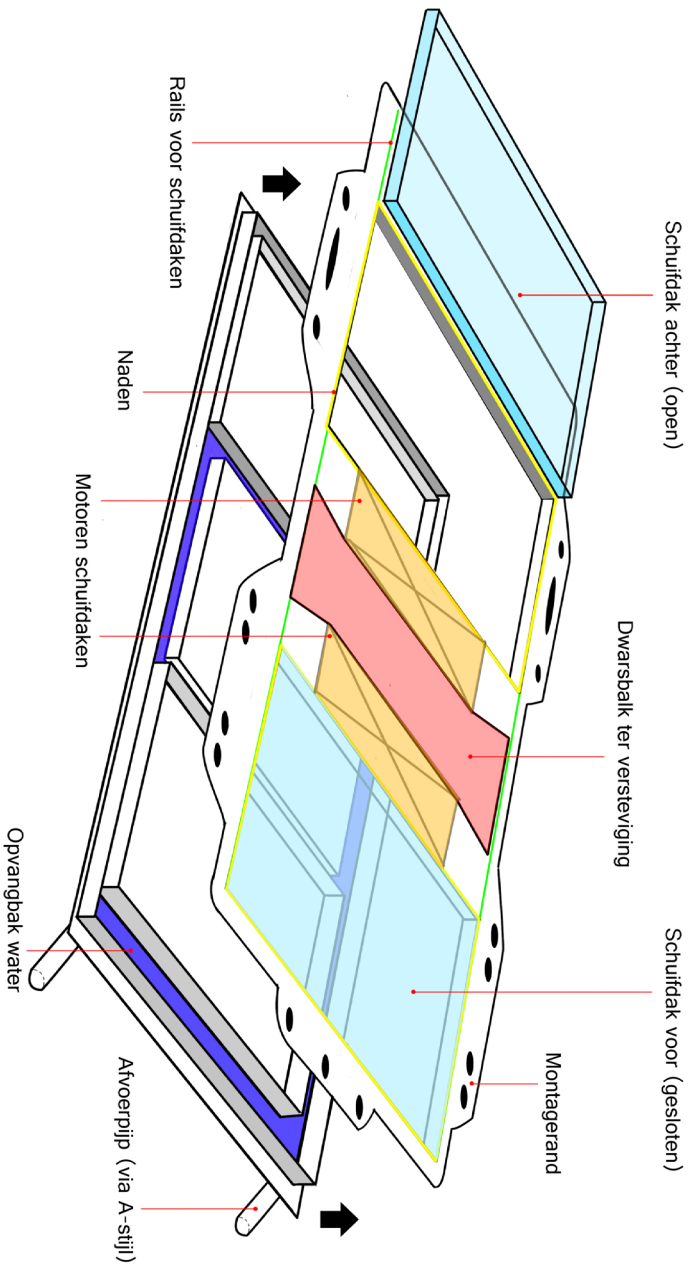 Schuifdak achter (open)
Schuifdak voor (gesloten)
Dwarsbalk ter versteviging
Montagerand
Rails voor schuifdaken
Naden
Afvoerpijp (via A-stijl)
Motoren schuifdaken
Opvangbak water